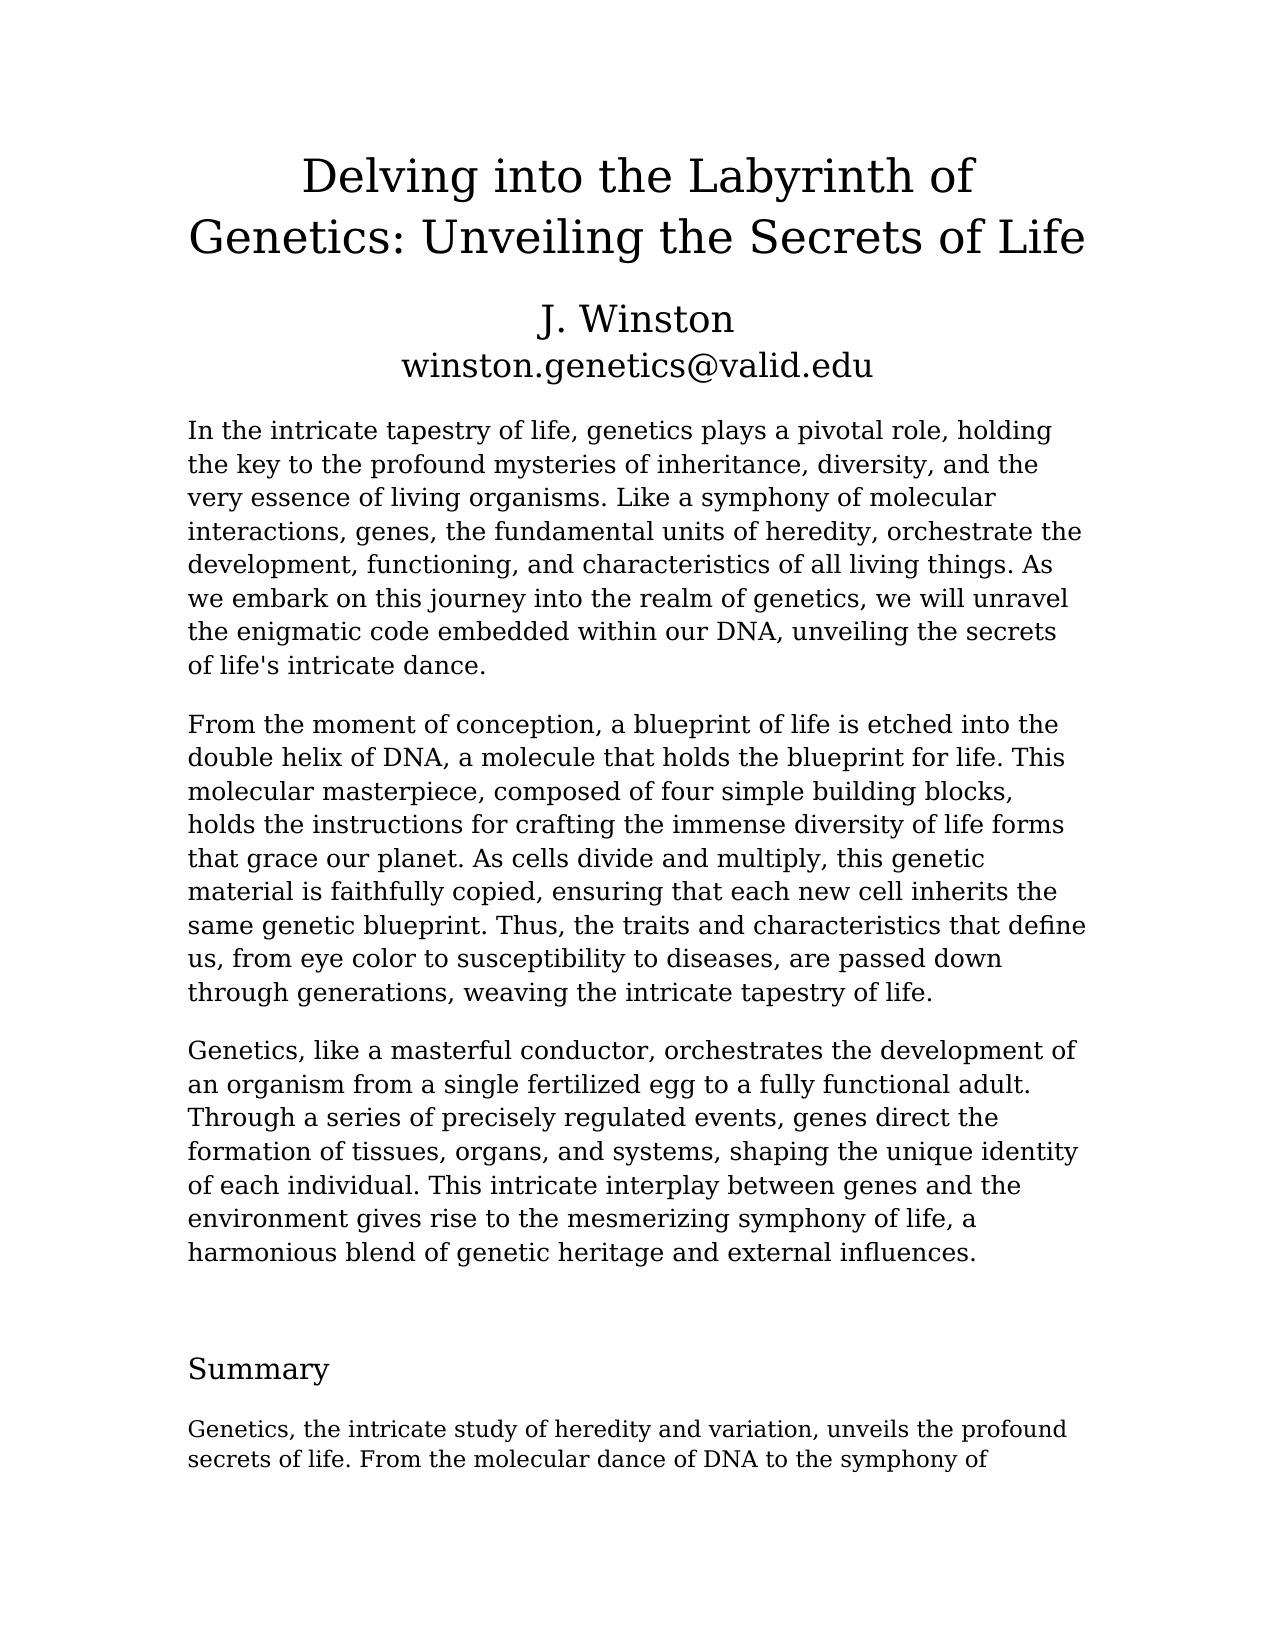 Delving into the Labyrinth of
Genetics: Unveiling the Secrets of Life
J. Winston
winston.genetics@valid.edu
In the intricate tapestry of life, genetics plays a pivotal role, holding
the key to the profound mysteries of inheritance, diversity, and the
very essence of living organisms. Like a symphony of molecular
interactions, genes, the fundamental units of heredity, orchestrate the
development, functioning, and characteristics of all living things. As
we embark on this journey into the realm of genetics, we will unravel
the enigmatic code embedded within our DNA, unveiling the secrets
of life's intricate dance.
From the moment of conception, a blueprint of life is etched into the
double helix of DNA, a molecule that holds the blueprint for life. This
molecular masterpiece, composed of four simple building blocks,
holds the instructions for crafting the immense diversity of life forms
that grace our planet. As cells divide and multiply, this genetic
material is faithfully copied, ensuring that each new cell inherits the
same genetic blueprint. Thus, the traits and characteristics that define
us, from eye color to susceptibility to diseases, are passed down
through generations, weaving the intricate tapestry of life.
Genetics, like a masterful conductor, orchestrates the development of
an organism from a single fertilized egg to a fully functional adult.
Through a series of precisely regulated events, genes direct the
formation of tissues, organs, and systems, shaping the unique identity
of each individual. This intricate interplay between genes and the
environment gives rise to the mesmerizing symphony of life, a
harmonious blend of genetic heritage and external influences.
Summary
Genetics, the intricate study of heredity and variation, unveils the profound
secrets of life. From the molecular dance of DNA to the symphony of